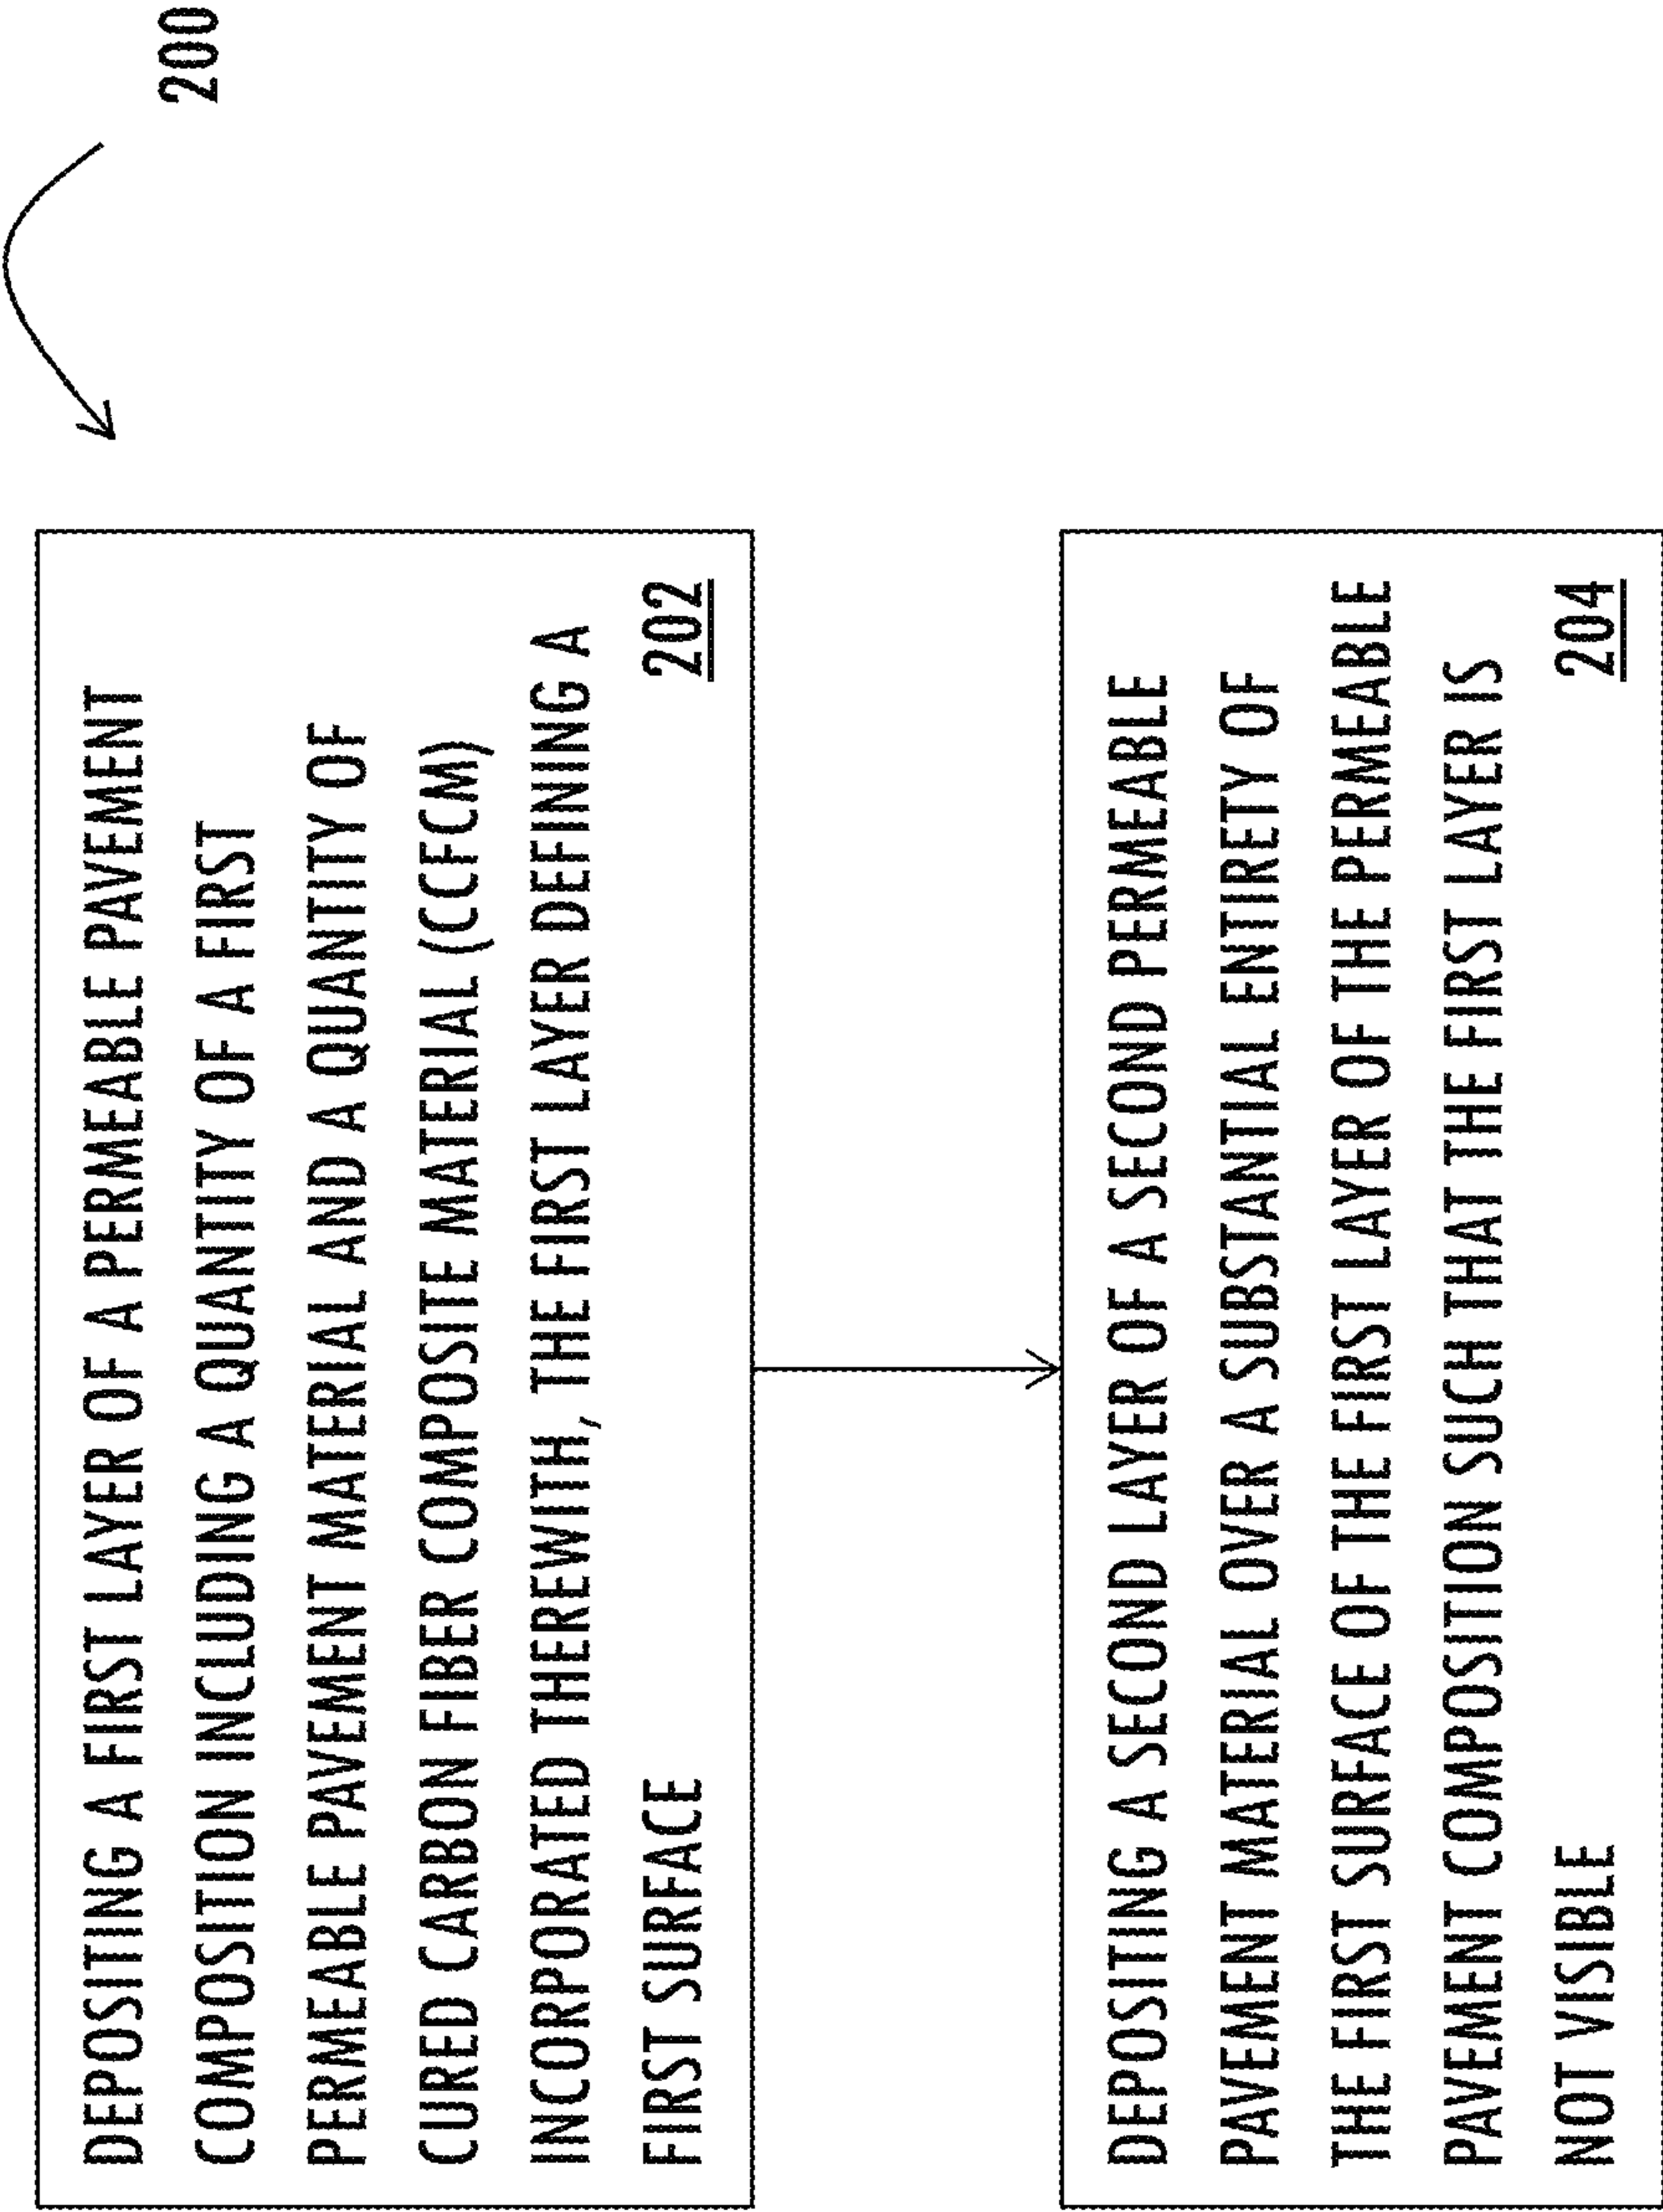 200
DEPOSITING A FIRST LAYER OF A PERMEABLE PAVEMENT
COMPOSITION INCLUDING A QUANTITY OF A FIRST
PERMEABLE PAVEMENT MATERIAL AND A QUANTITY OF
CURED CARBON FIBER COMPOSITE MATERIAL (CCFCM)
INCORPORATED THEREWITH, THE FIRST LAYER DEFINING A
FIRST SURFACE 202
DEPOSITING A SECOND LAYER OF A SECOND PERMEABLE
PAVEMENT MATERIAL OVER A SUBSTANTIAL ENTIRETY OF
THE FIRST SURFACE OF THE FIRST LAYER OF THE PERMEABLE
PAVEMENT COMPOSITION SUCH THAT THE FIRST LAYER IS
NOT VISIBLE 204